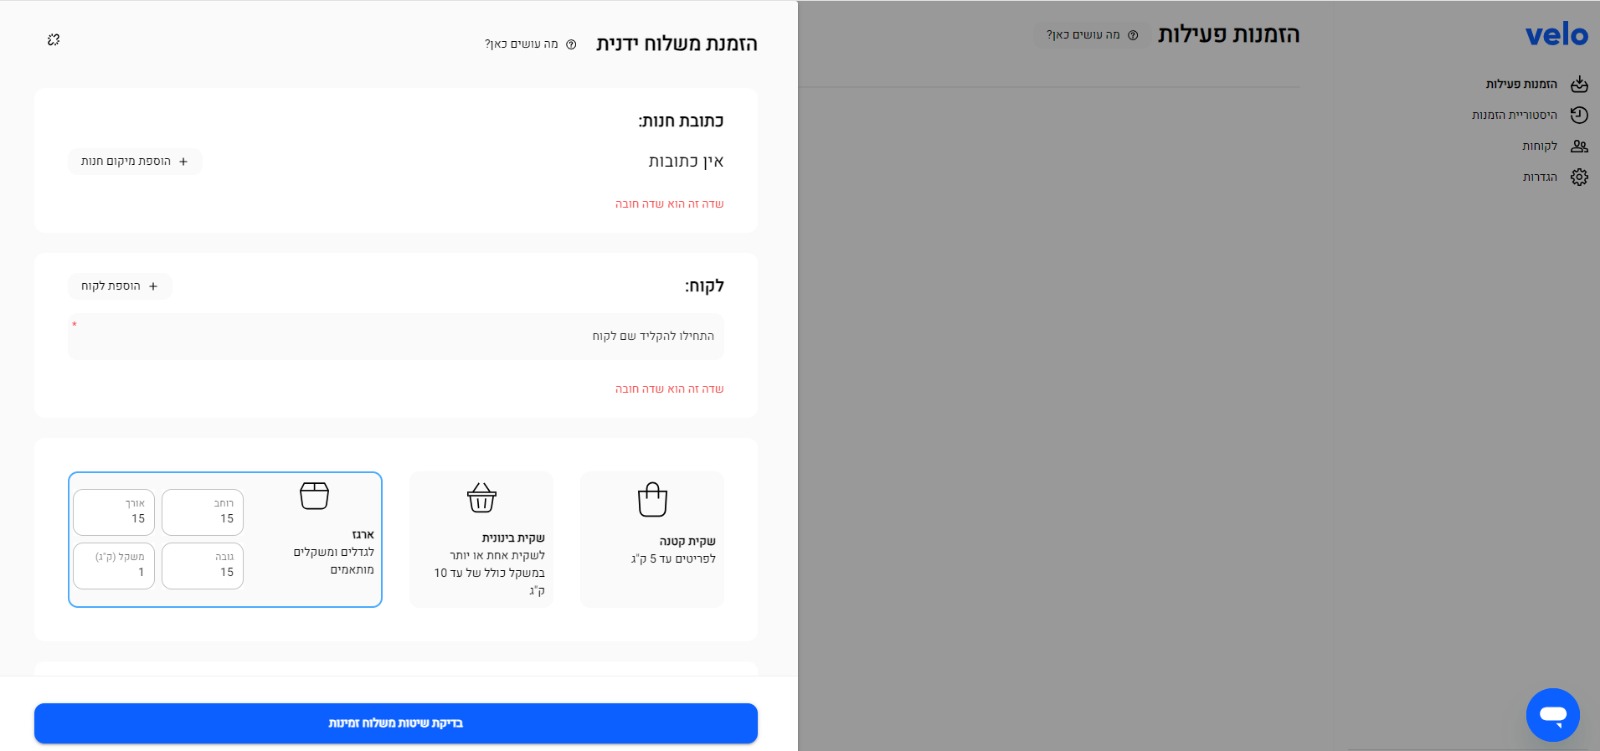 velo
הזמנות פעילות
היסטוריית הזמנות
לקוחות
הגדרות
הזמנות פעילות
מה עושים כאן?
הזמנת משלוח ידנית
מה עושים כאן?
כתובת חנות:
אין כתובות
+ הוספת מיקום חנות
שדה זה הוא שדה חובה
לקוח:
+ הוספת לקוח
התחילו להקליד שם לקוח
*
שדה זה הוא שדה חובה
שקית קטנה
לפריטים עד 5 ק"ג
שקית בינונית
לשקית אחת או יותר
במשקל כולל של עד 10
ק"ג
ארגז
לגדלים ומשקלים
מותאמים
רוחב
15
אורך
15
גובה
15
משקל (ק"ג)
1
בדיקת שיטות משלוח זמינות